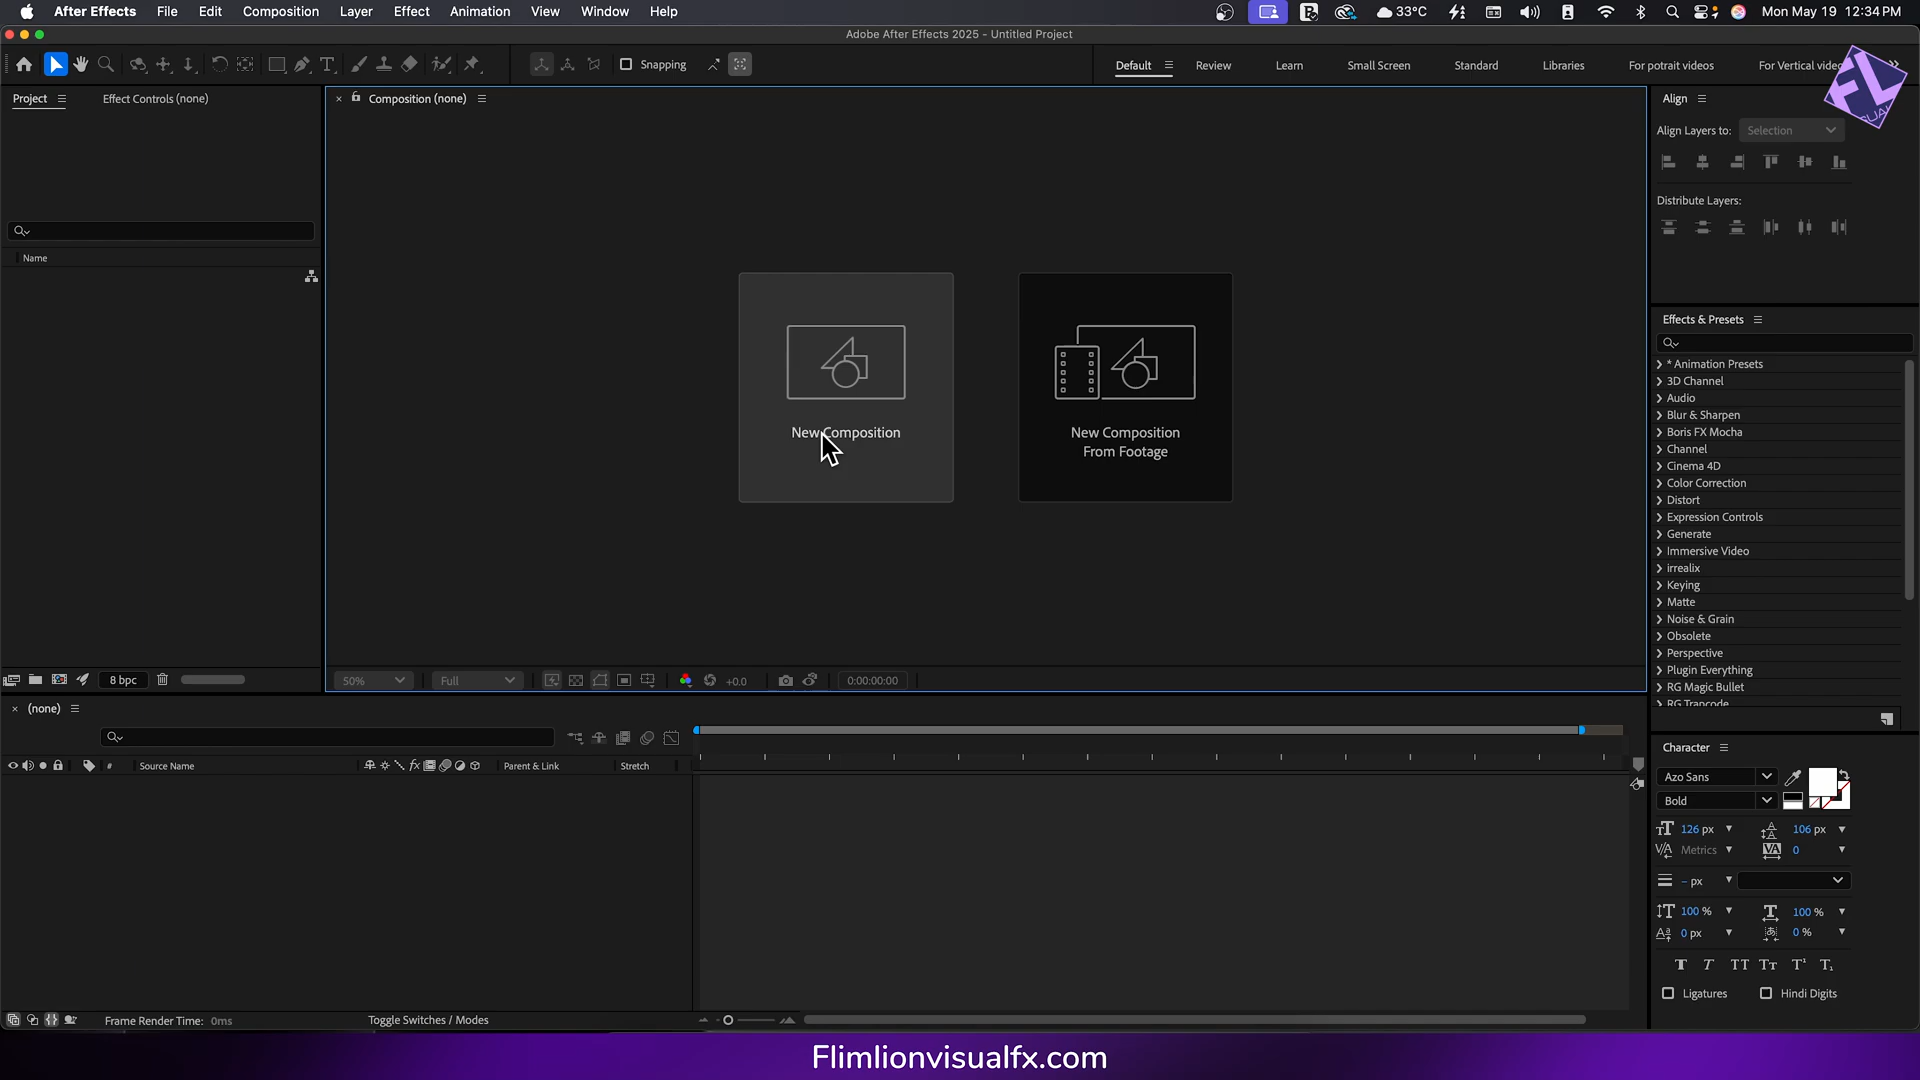 After Effects File Edit Composition Layer Effect Animation View Window Help
33°C Mon May 19 12:34 PM
Adobe After Effects 2025 - Untitled Project
Snapping
Default Review Learn Small Screen Standard Libraries For potrait videos For Vertical vide
Project Effect Controls (none)
Composition (none)
Name
New Composition
New Composition
From Footage
8 bpc
50% Full +0.0 0:00:00:00
Align
Align Layers to: Selection
Distribute Layers:
Effects & Presets
* Animation Presets
3D Channel
Audio
Blur & Sharpen
Boris FX Mocha
Channel
Cinema 4D
Color Correction
Distort
Expression Controls
Generate
Immersive Video
irrealix
Keying
Matte
Noise & Grain
Obsolete
Perspective
Plugin Everything
RG Magic Bullet
RG Trapcode
(none)
# Source Name Parent & Link Stretch
Character
Azo Sans
Bold
126 px 106 px
Metrics 0
– px
100 % 100 %
0 px 0 %
Ligatures Hindi Digits
Frame Render Time: 0ms Toggle Switches / Modes
Flimlionvisualfx.com